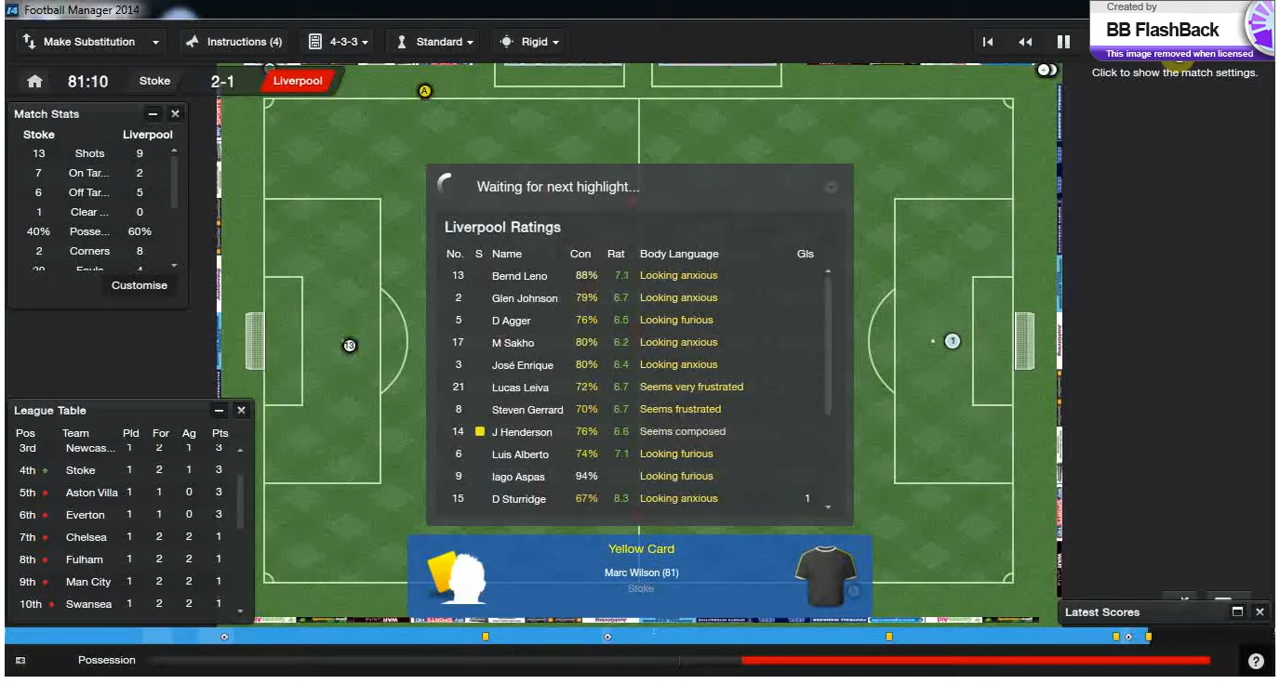 Football Manager 2014
Created by
BB FlashBack
This image removed when licensed
Click to show the match settings.
Make Substitution
Instructions (4)
4-3-3
Standard
Rigid
81:10 Stoke 2-1 Liverpool
A
Match Stats
Stoke Liverpool
13 Shots 9
7 On Tar... 2
6 Off Tar... 5
1 Clear ... 0
40% Posse... 60%
2 Corners 8
Customise
Waiting for next highlight...
Liverpool Ratings
No. S Name Con Rat Body Language Gls
13 Bernd Leno 88% 7.1 Looking anxious
2 Glen Johnson 79% 6.7 Looking anxious
5 D Agger 76% 6.5 Looking furious
17 M Sakho 80% 6.2 Looking anxious
3 José Enrique 80% 6.4 Looking anxious
21 Lucas Leiva 72% 6.7 Seems very frustrated
8 Steven Gerrard 70% 6.7 Seems frustrated
14 J Henderson 76% 6.6 Seems composed
6 Luis Alberto 74% 7.1 Looking furious
9 Iago Aspas 94% Looking furious
15 D Sturridge 67% 8.3 Looking anxious 1
13
1
League Table
Pos Team Pld For Ag Pts
3rd Newcas... 1 2 1 3
4th Stoke 1 2 1 3
5th Aston Villa 1 1 0 3
6th Everton 1 1 0 3
7th Chelsea 1 2 2 1
8th Fulham 1 2 2 1
9th Man City 1 2 2 1
10th Swansea 1 2 2 1
Yellow Card
Marc Wilson (81)
Stoke
Latest Scores
Possession
?